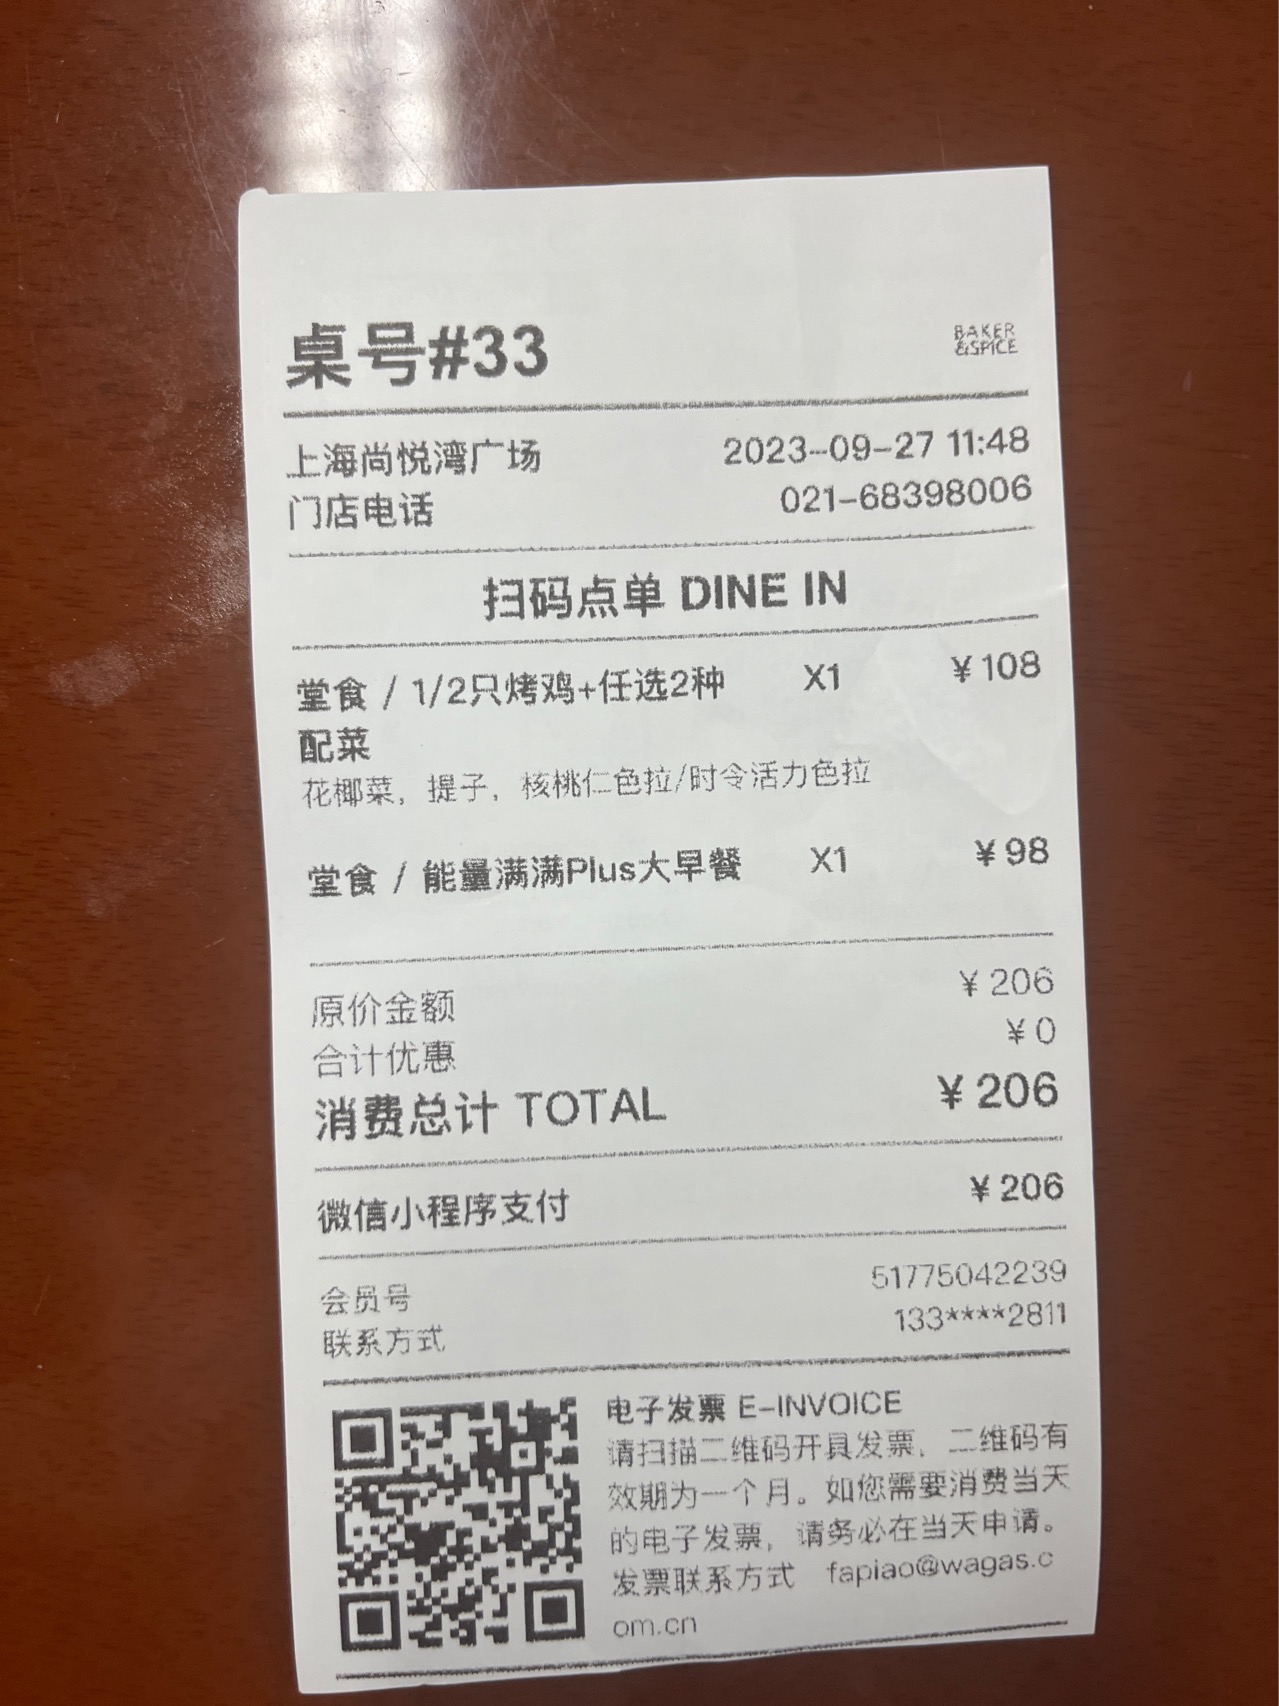 桌号#33
BAKER
&SPICE
上海尚悦湾广场 2023-09-27 11:48
门店电话 021-68398006
扫码点单 DINE IN
堂食 / 1/2只烤鸡+任选2种 X1 ¥108
配菜
花椰菜，提子，核桃仁色拉/时令活力色拉
堂食 / 能量满满Plus大早餐 X1 ¥98
原价金额 ¥206
合计优惠 ¥0
消费总计 TOTAL ¥206
微信小程序支付 ¥206
会员号 51775042239
联系方式 133****2811
电子发票 E-INVOICE
请扫描二维码开具发票，二维码有
效期为一个月。如您需要消费当天
的电子发票，请务必在当天申请。
发票联系方式 fapiao@wagas.c
om.cn